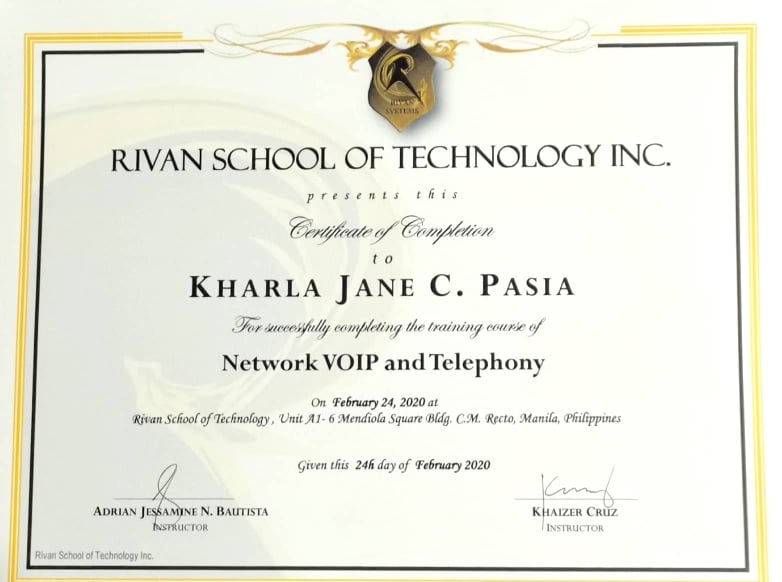 RIVAN
SYSTEMS
RIVAN SCHOOL OF TECHNOLOGY INC.
presents this
Certificate of Completion
to
KHARLA JANE C. PASIA
For successfully completing the training course of
Network VOIP and Telephony
On February 24, 2020 at
Rivan School of Technology , Unit A1- 6 Mendiola Square Bldg. C.M. Recto, Manila, Philippines
Given this 24h day of February 2020
ADRIAN JESSAMINE N. BAUTISTA
INSTRUCTOR
KHAIZER CRUZ
INSTRUCTOR
Rivan School of Technology Inc.